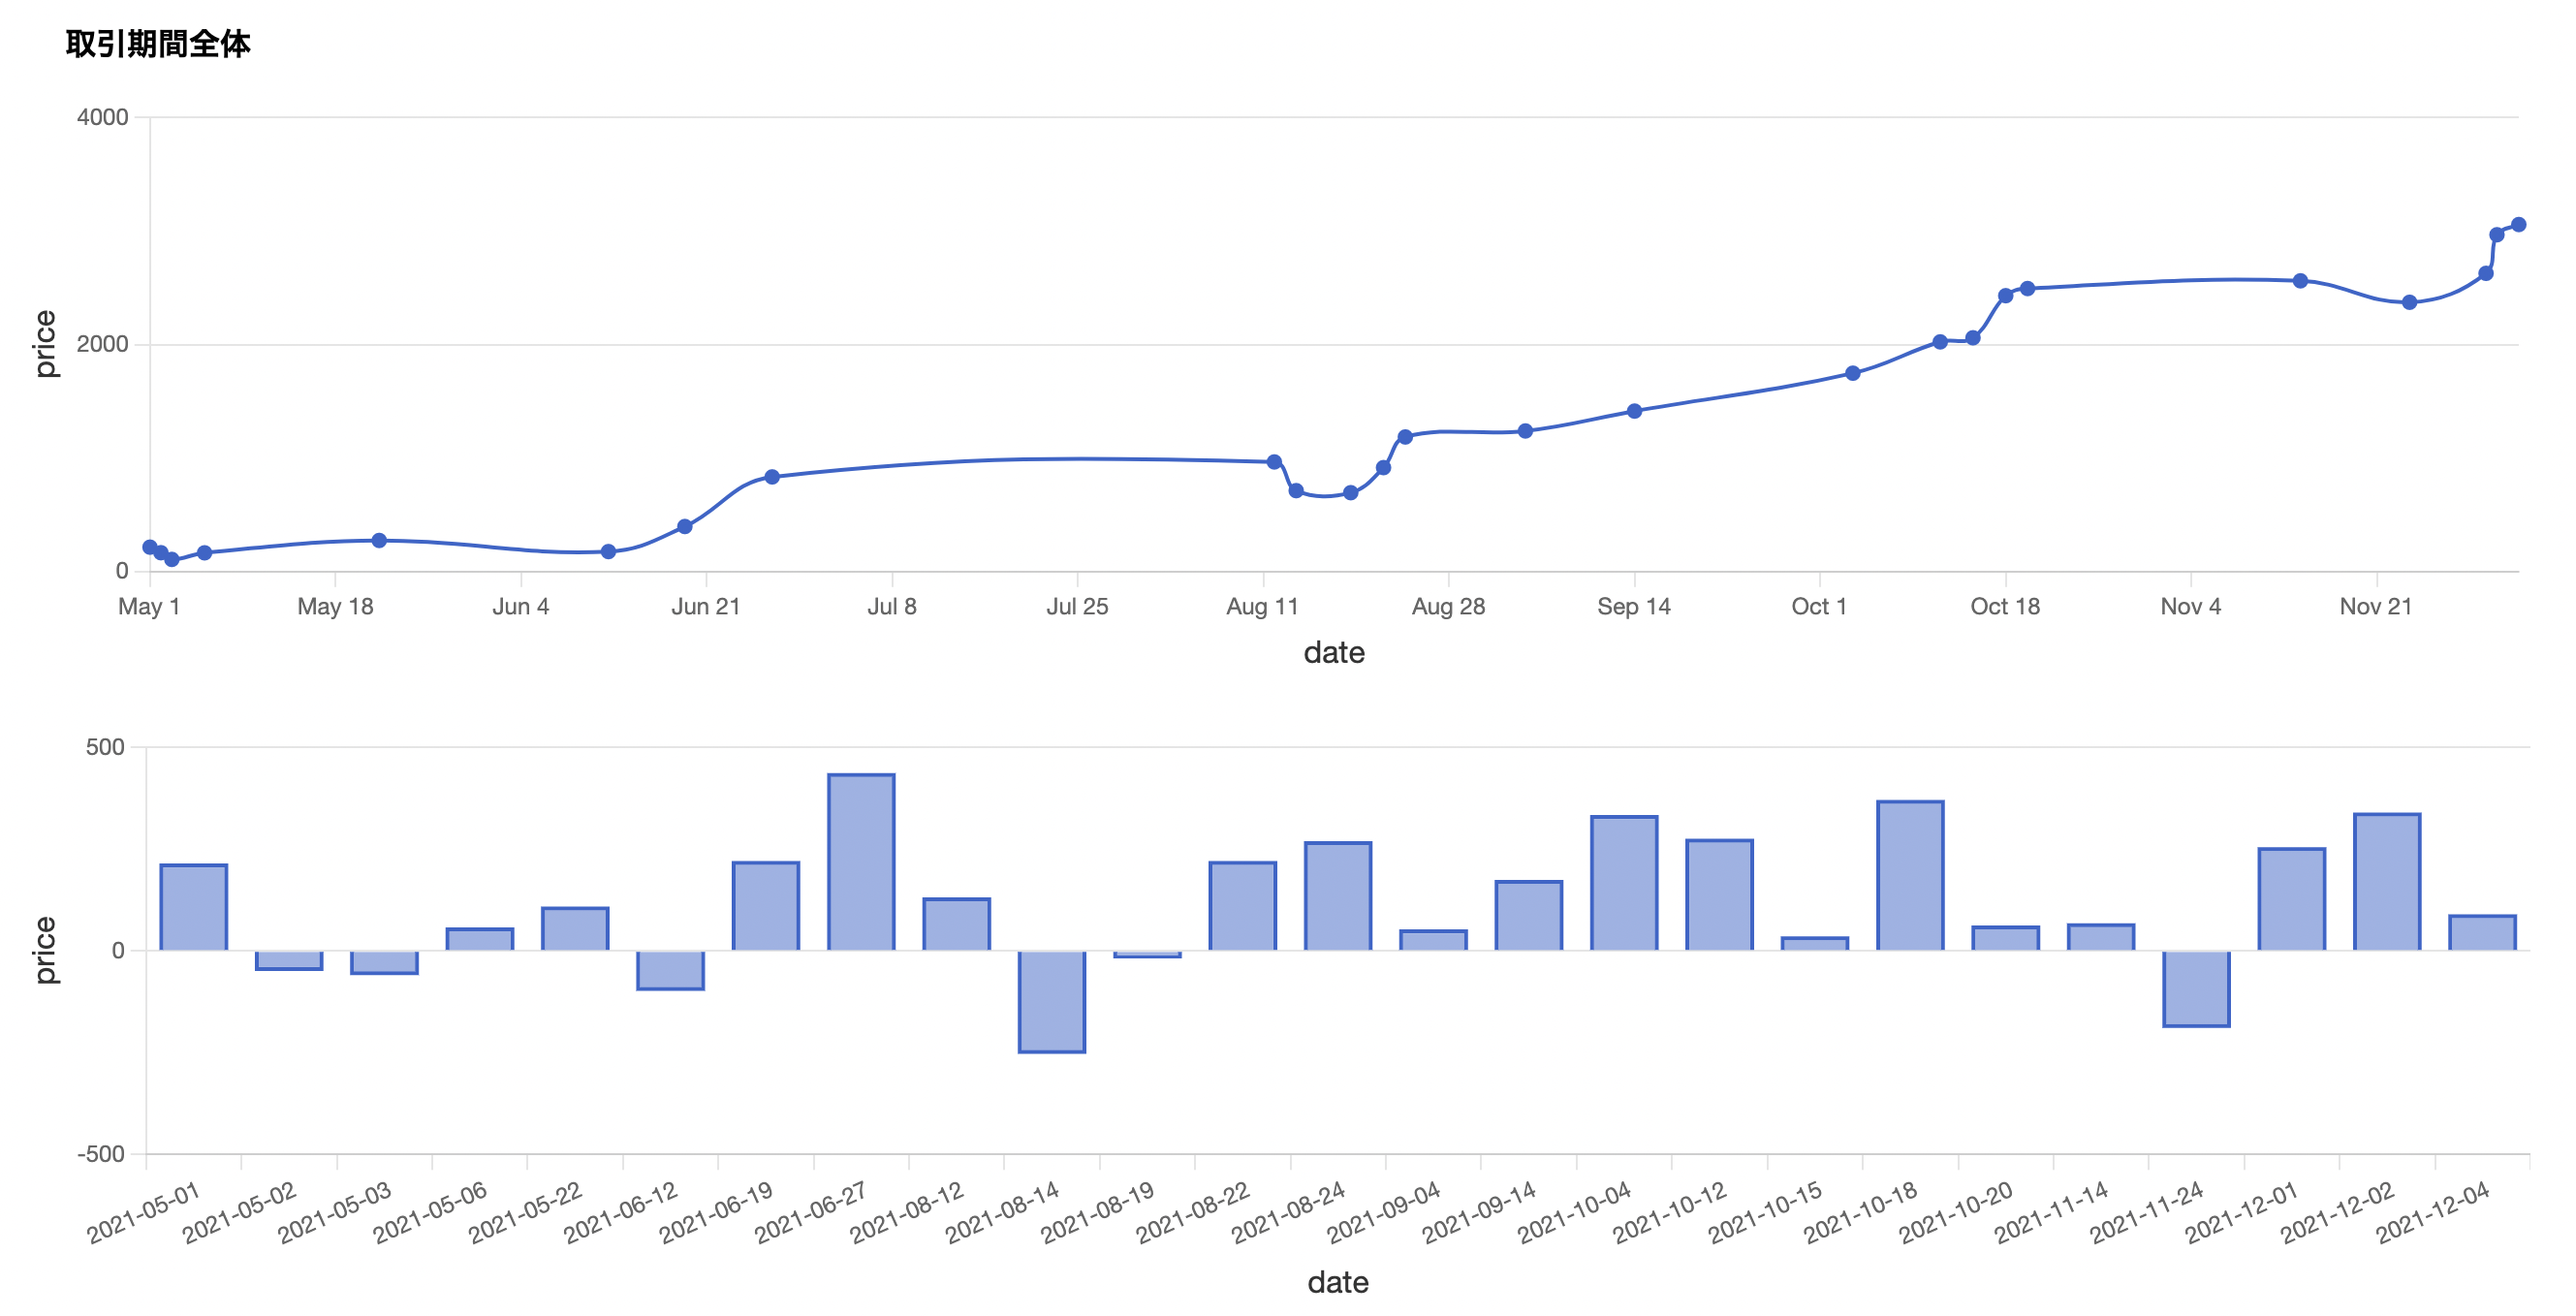 取引期間全体
4000
2000
0
price
May 1 May 18 Jun 4 Jun 21 Jul 8 Jul 25 Aug 11 Aug 28 Sep 14 Oct 1 Oct 18 Nov 4 Nov 21
date
500
0
-500
price
2021-05-01 2021-05-02 2021-05-03 2021-05-06 2021-05-22 2021-06-12 2021-06-19 2021-06-27 2021-08-12 2021-08-14 2021-08-19 2021-08-22 2021-08-24 2021-09-04 2021-09-14 2021-10-04 2021-10-12 2021-10-15 2021-10-18 2021-10-20 2021-11-14 2021-11-24 2021-12-01 2021-12-02 2021-12-04
date